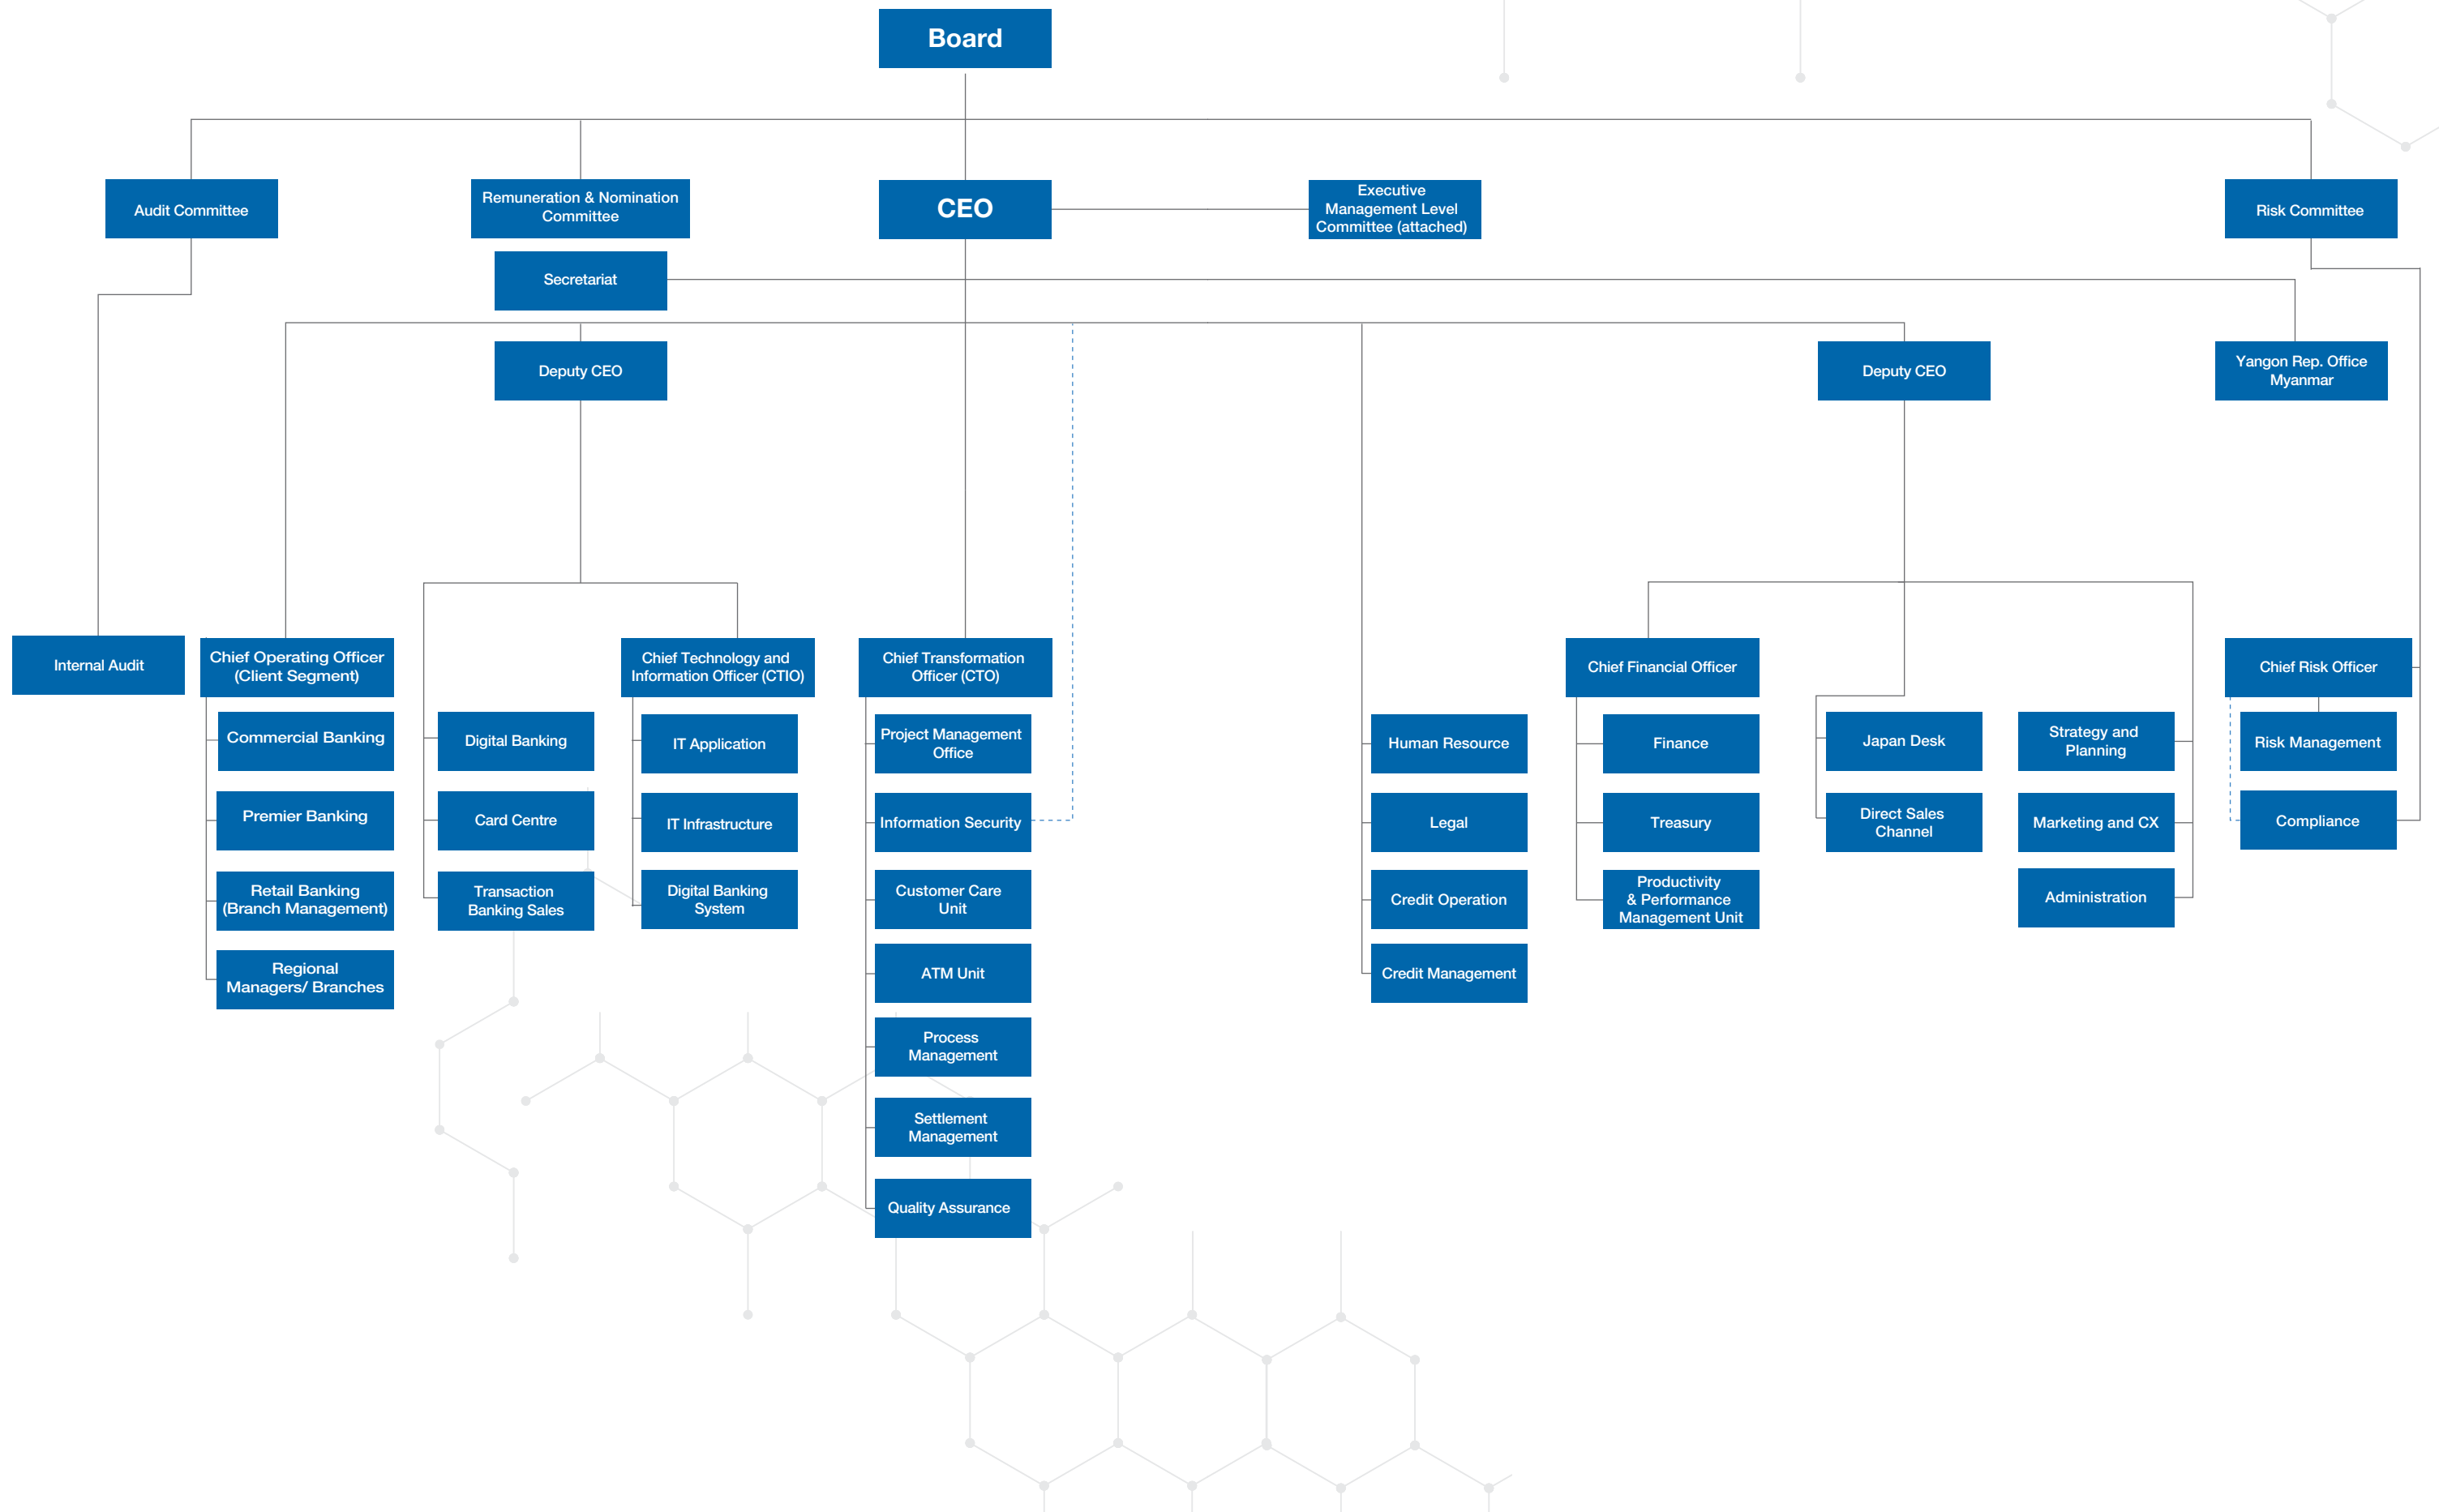 Board
Audit Committee
Remuneration & Nomination
Committee
CEO
Executive
Management Level
Committee (attached)
Risk Committee
Secretariat
Deputy CEO
Deputy CEO
Yangon Rep. Office
Myanmar
Internal Audit
Chief Operating Officer
(Client Segment)
Commercial Banking
Premier Banking
Retail Banking
(Branch Management)
Regional
Managers/ Branches
Digital Banking
Card Centre
Transaction
Banking Sales
Chief Technology and
Information Officer (CTIO)
IT Application
IT Infrastructure
Digital Banking
System
Chief Transformation
Officer (CTO)
Project Management
Office
Information Security
Customer Care
Unit
ATM Unit
Process
Management
Settlement
Management
Quality Assurance
Human Resource
Legal
Credit Operation
Credit Management
Chief Financial Officer
Finance
Treasury
Productivity
& Performance
Management Unit
Japan Desk
Direct Sales
Channel
Strategy and
Planning
Marketing and CX
Administration
Chief Risk Officer
Risk Management
Compliance